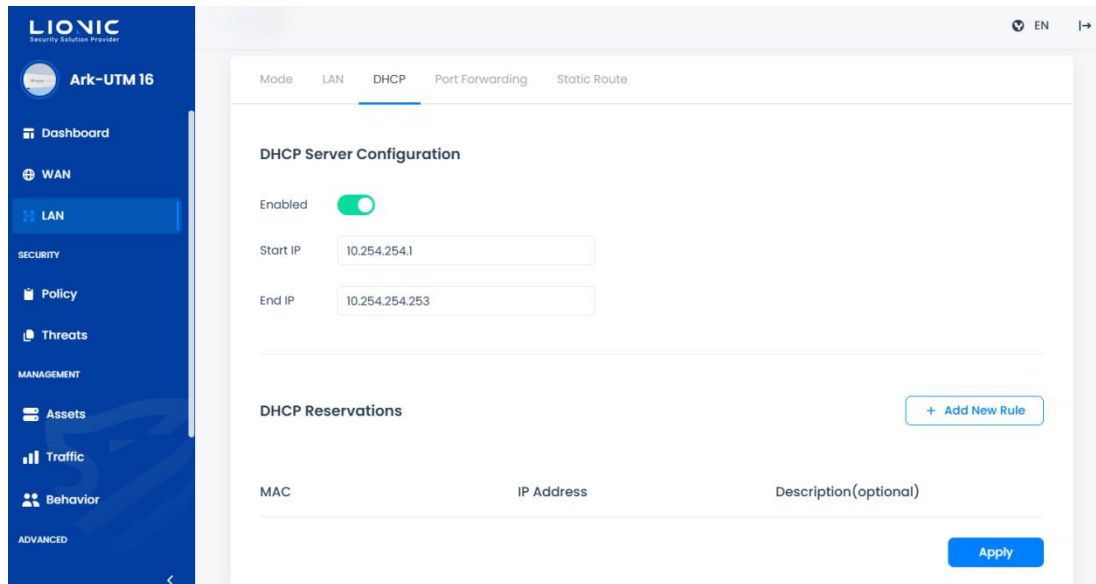 LIONIC
Security Solution Provider
EN
Ark-UTM 16
Mode LAN DHCP Port Forwarding Static Route
Dashboard
WAN
LAN
SECURITY
Policy
Threats
MANAGEMENT
Assets
Traffic
Behavior
ADVANCED
DHCP Server Configuration
Enabled
Start IP 10.254.254.1
End IP 10.254.254.253
DHCP Reservations
+ Add New Rule
MAC IP Address Description(optional)
Apply